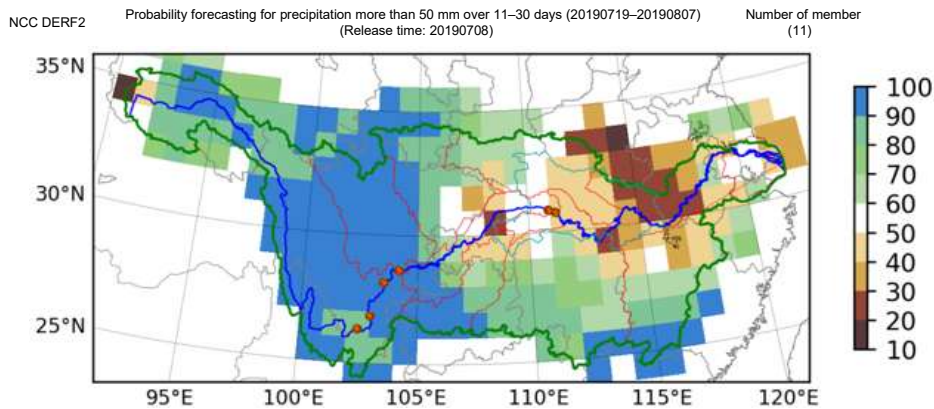 Probability forecasting for precipitation more than 50 mm over 11–30 days (20190719–20190807)
(Release time: 20190708)
NCC DERF2
Number of member
(11)
35°N
30°N
25°N
95°E
100°E
105°E
110°E
115°E
120°E
100
90
80
70
60
50
40
30
20
10